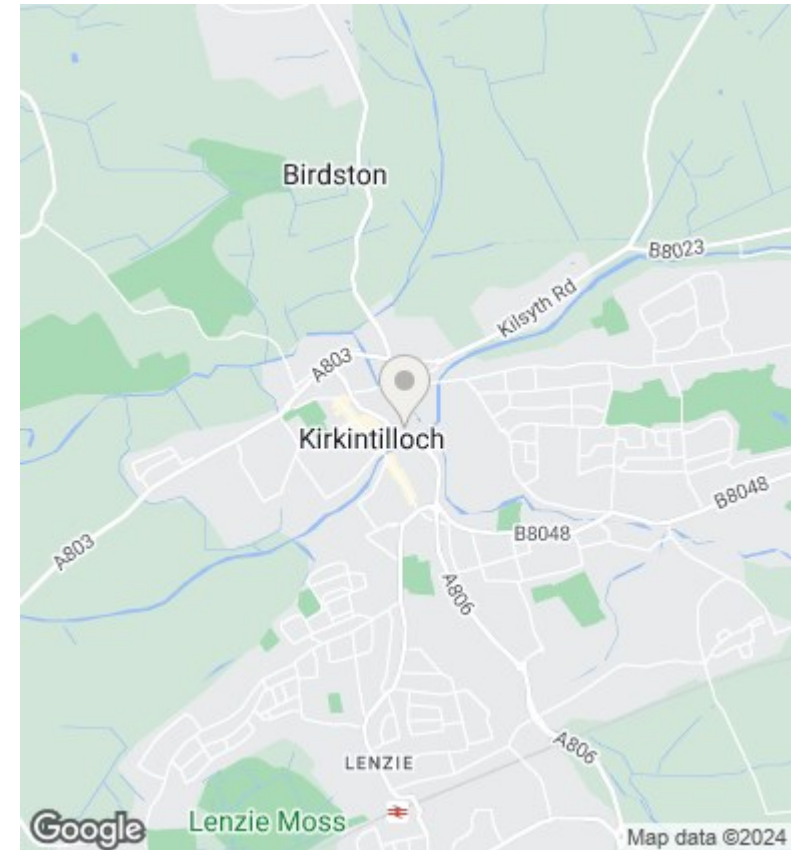 Birdston
B8023
Kilsyth Rd
A803
Kirkintilloch
B8048
B8048
A803
A806
A806
LENZIE
Lenzie Moss
Google
Map data ©2024